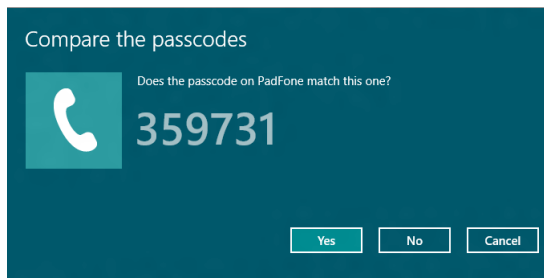 Compare the passcodes
Does the passcode on PadFone match this one?
359731
Yes No Cancel